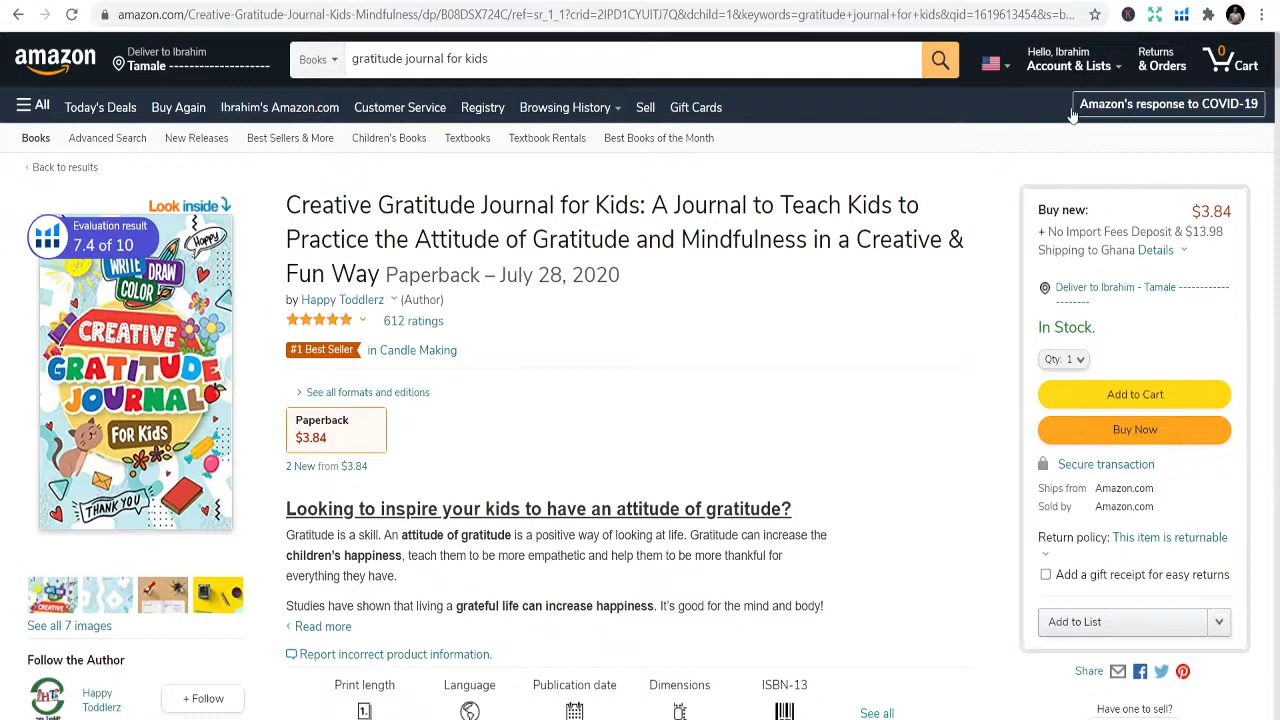 amazon.com/Creative-Gratitude-Journal-Kids-Mindfulness/dp/B0DDSXZ24C/ref=sr_1_1?crid=2IPD1CYUITJ7Q&dchild=1&keywords=gratitude+journal+for+kids&qid=1619613454&s=b...
amazon
Deliver to Ibrahim
Tamale --------------------
Books
gratitude journal for kids
Hello, Ibrahim
Account & Lists
Returns
& Orders
0
Cart
All
Today's Deals
Buy Again
Ibrahim's Amazon.com
Customer Service
Registry
Browsing History
Sell
Gift Cards
Amazon's response to COVID-19
Books
Advanced Search
New Releases
Best Sellers & More
Children's Books
Textbooks
Textbook Rentals
Best Books of the Month
‹ Back to results
Look inside
Evaluation result
7.4 of 10
Happy
WRITE DRAW
COLOR
CREATIVE
GRATITUDE
JOURNAL
FOR KiDS
THANK YOU
See all 7 images
Follow the Author
HT
Happy
Toddlerz
+ Follow
Creative Gratitude Journal for Kids: A Journal to Teach Kids to
Practice the Attitude of Gratitude and Mindfulness in a Creative &
Fun Way Paperback – July 28, 2020
by Happy Toddlerz (Author)
612 ratings
#1 Best Seller in Candle Making
› See all formats and editions
Paperback
$3.84
2 New from $3.84
Looking to inspire your kids to have an attitude of gratitude?
Gratitude is a skill. An attitude of gratitude is a positive way of looking at life. Gratitude can increase the
children's happiness, teach them to be more empathetic and help them to be more thankful for
everything they have.
Studies have shown that living a grateful life can increase happiness. It's good for the mind and body!
‹ Read more
Report incorrect product information.
Print length
Language
Publication date
Dimensions
ISBN-13
1.
See all
Buy new:
$3.84
+ No Import Fees Deposit & $13.98
Shipping to Ghana Details
Deliver to Ibrahim - Tamale ------------
--------
In Stock.
Qty: 1
Add to Cart
Buy Now
Secure transaction
Ships from Amazon.com
Sold by Amazon.com
Return policy: This item is returnable
Add a gift receipt for easy returns
Add to List
Share
Have one to sell?